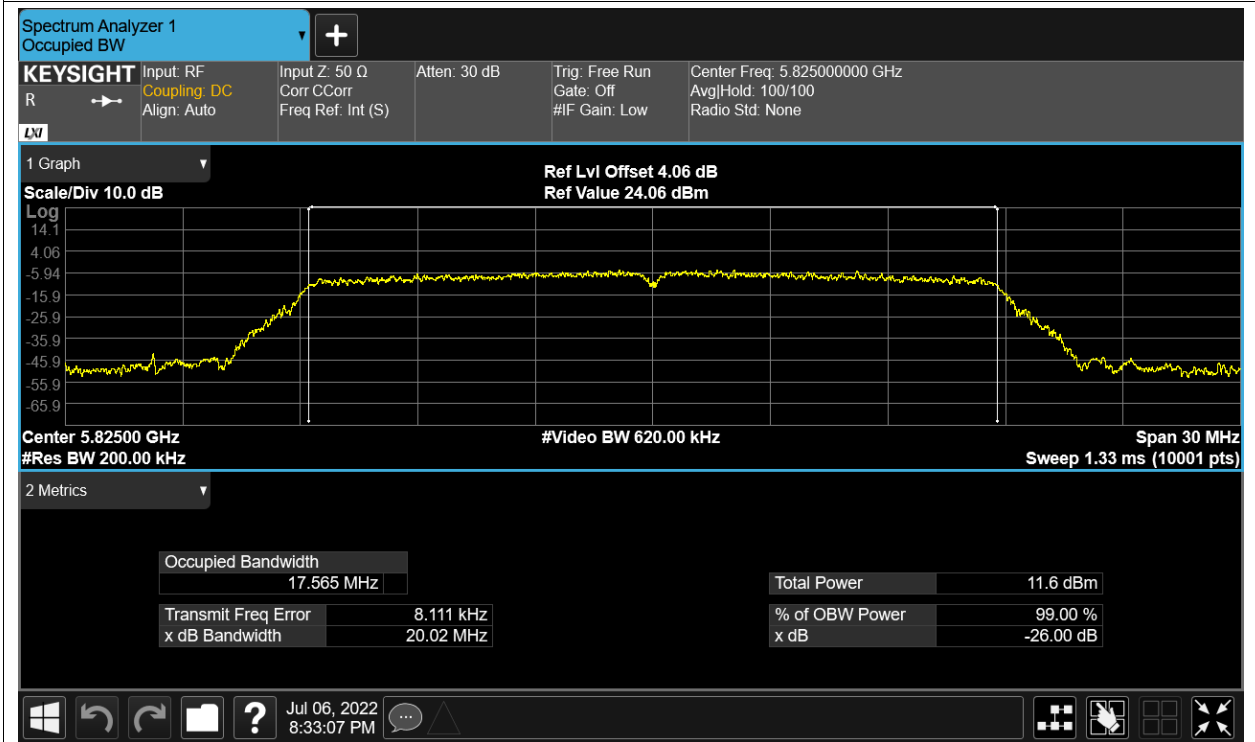 Spectrum Analyzer 1
Occupied BW
KEYSIGHT
R
LXI
Input: RF
Coupling: DC
Align: Auto
Input Z: 50 Ω
Corr CCorr
Freq Ref: Int (S)
Atten: 30 dB
Trig: Free Run
Gate: Off
#IF Gain: Low
Center Freq: 5.825000000 GHz
Avg|Hold: 100/100
Radio Std: None
1 Graph
Scale/Div 10.0 dB
Ref Lvl Offset 4.06 dB
Ref Value 24.06 dBm
Log
14.1
4.06
-5.94
-15.9
-25.9
-35.9
-45.9
-55.9
-65.9
Center 5.82500 GHz
#Video BW 620.00 kHz
Span 30 MHz
#Res BW 200.00 kHz
Sweep 1.33 ms (10001 pts)
2 Metrics
Occupied Bandwidth
17.565 MHz
Total Power 11.6 dBm
Transmit Freq Error 8.111 kHz
% of OBW Power 99.00 %
x dB Bandwidth 20.02 MHz
x dB -26.00 dB
?
Jul 06, 2022
8:33:07 PM